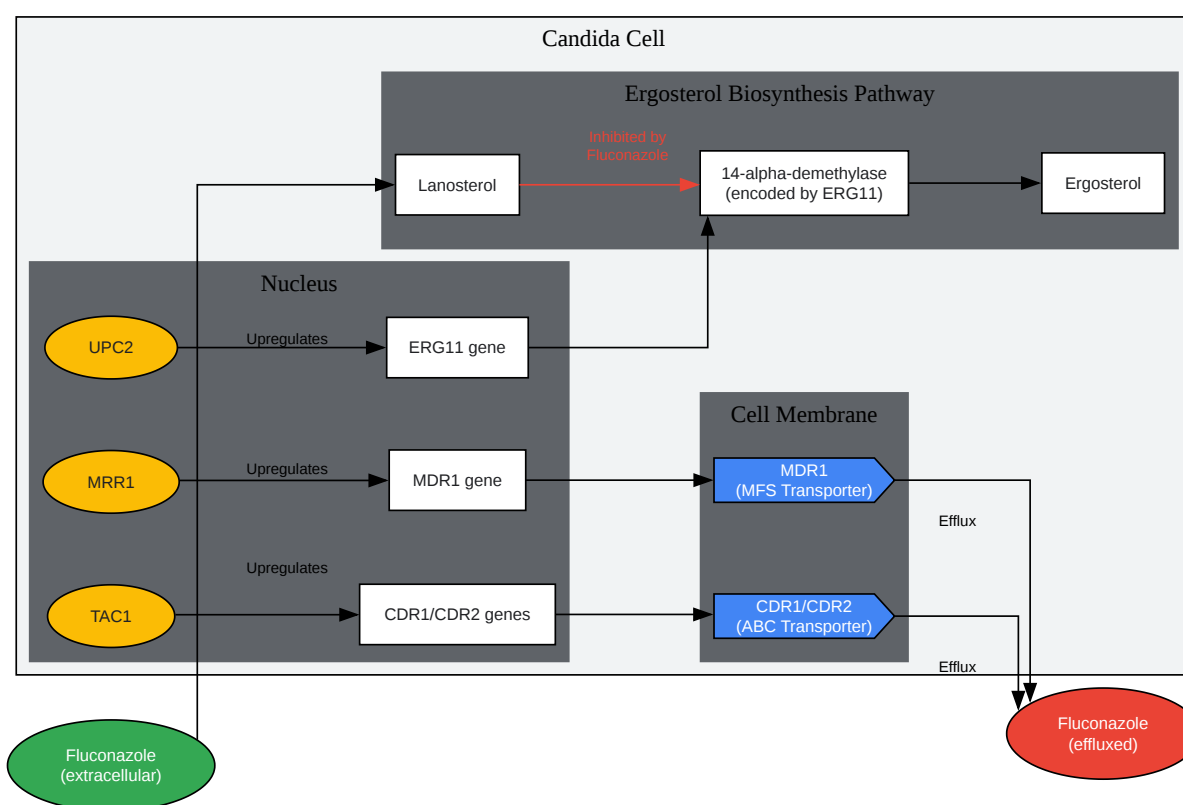 Candida Cell
Ergosterol Biosynthesis Pathway
Inhibited by
Fluconazole
Lanosterol
14-alpha-demethylase
(encoded by ERG11)
Ergosterol
Nucleus
UPC2
Upregulates
ERG11 gene
Cell Membrane
MRR1
Upregulates
MDR1 gene
MDR1
(MFS Transporter)
Efflux
TAC1
Upregulates
CDR1/CDR2 genes
CDR1/CDR2
(ABC Transporter)
Efflux
Fluconazole
(extracellular)
Fluconazole
(effluxed)